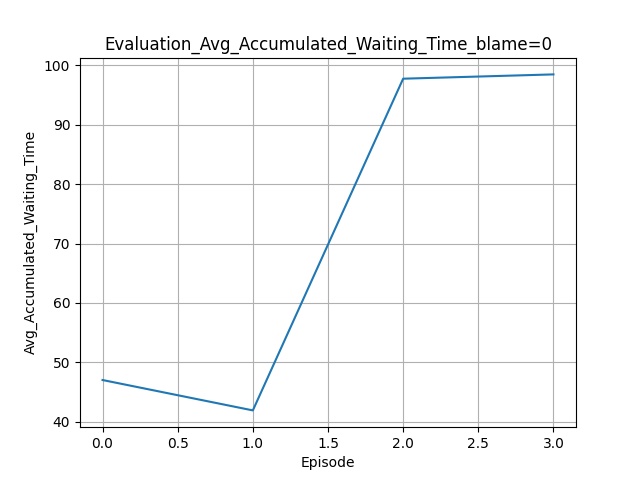 Evaluation_Avg_Accumulated_Waiting_Time_blame=0
100
90
80
70
60
50
40
Avg_Accumulated_Waiting_Time
0.0 0.5 1.0 1.5 2.0 2.5 3.0
Episode